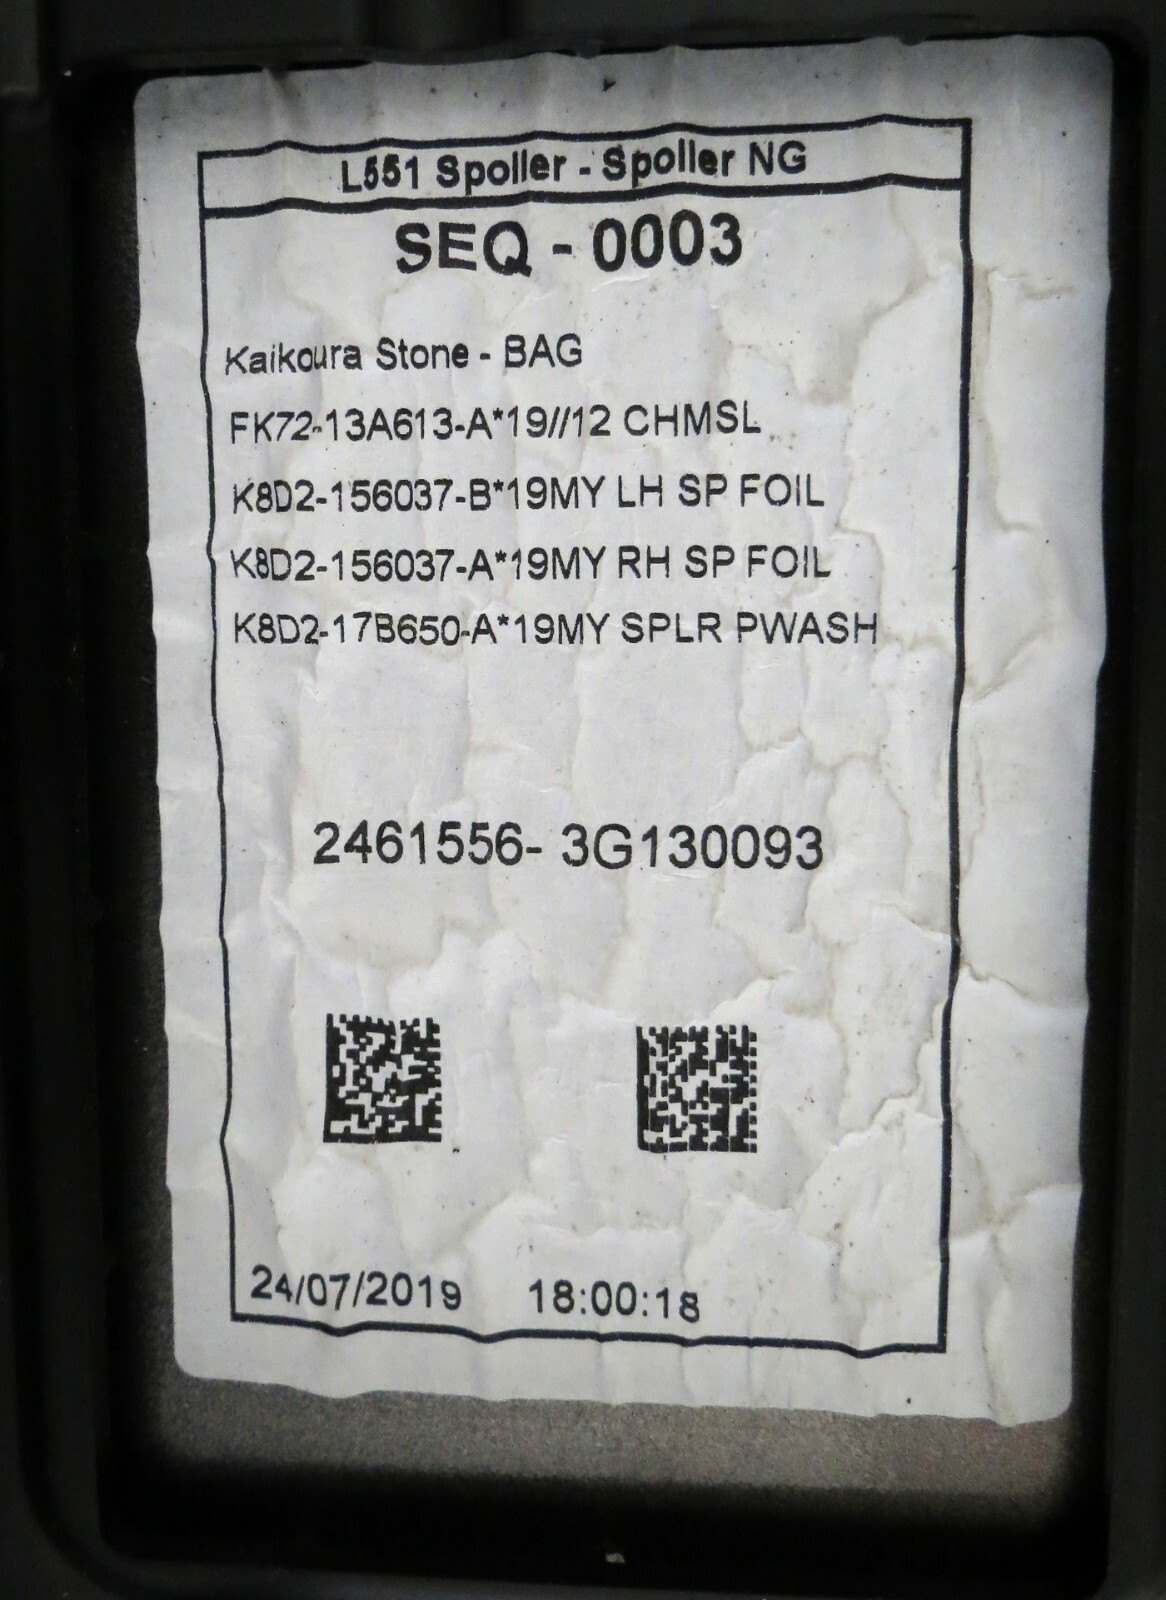 L551 Spoiler - Spoiler NG
SEQ - 0003
Kaikoura Stone - BAG
FK72-13A613-A*19//12 CHMSL
K8D2-156037-B*19MY LH SP FOIL
K8D2-156037-A*19MY RH SP FOIL
K8D2-17B650-A*19MY SPLR PWASH
2461556- 3G130093
24/07/2019 18:00:18